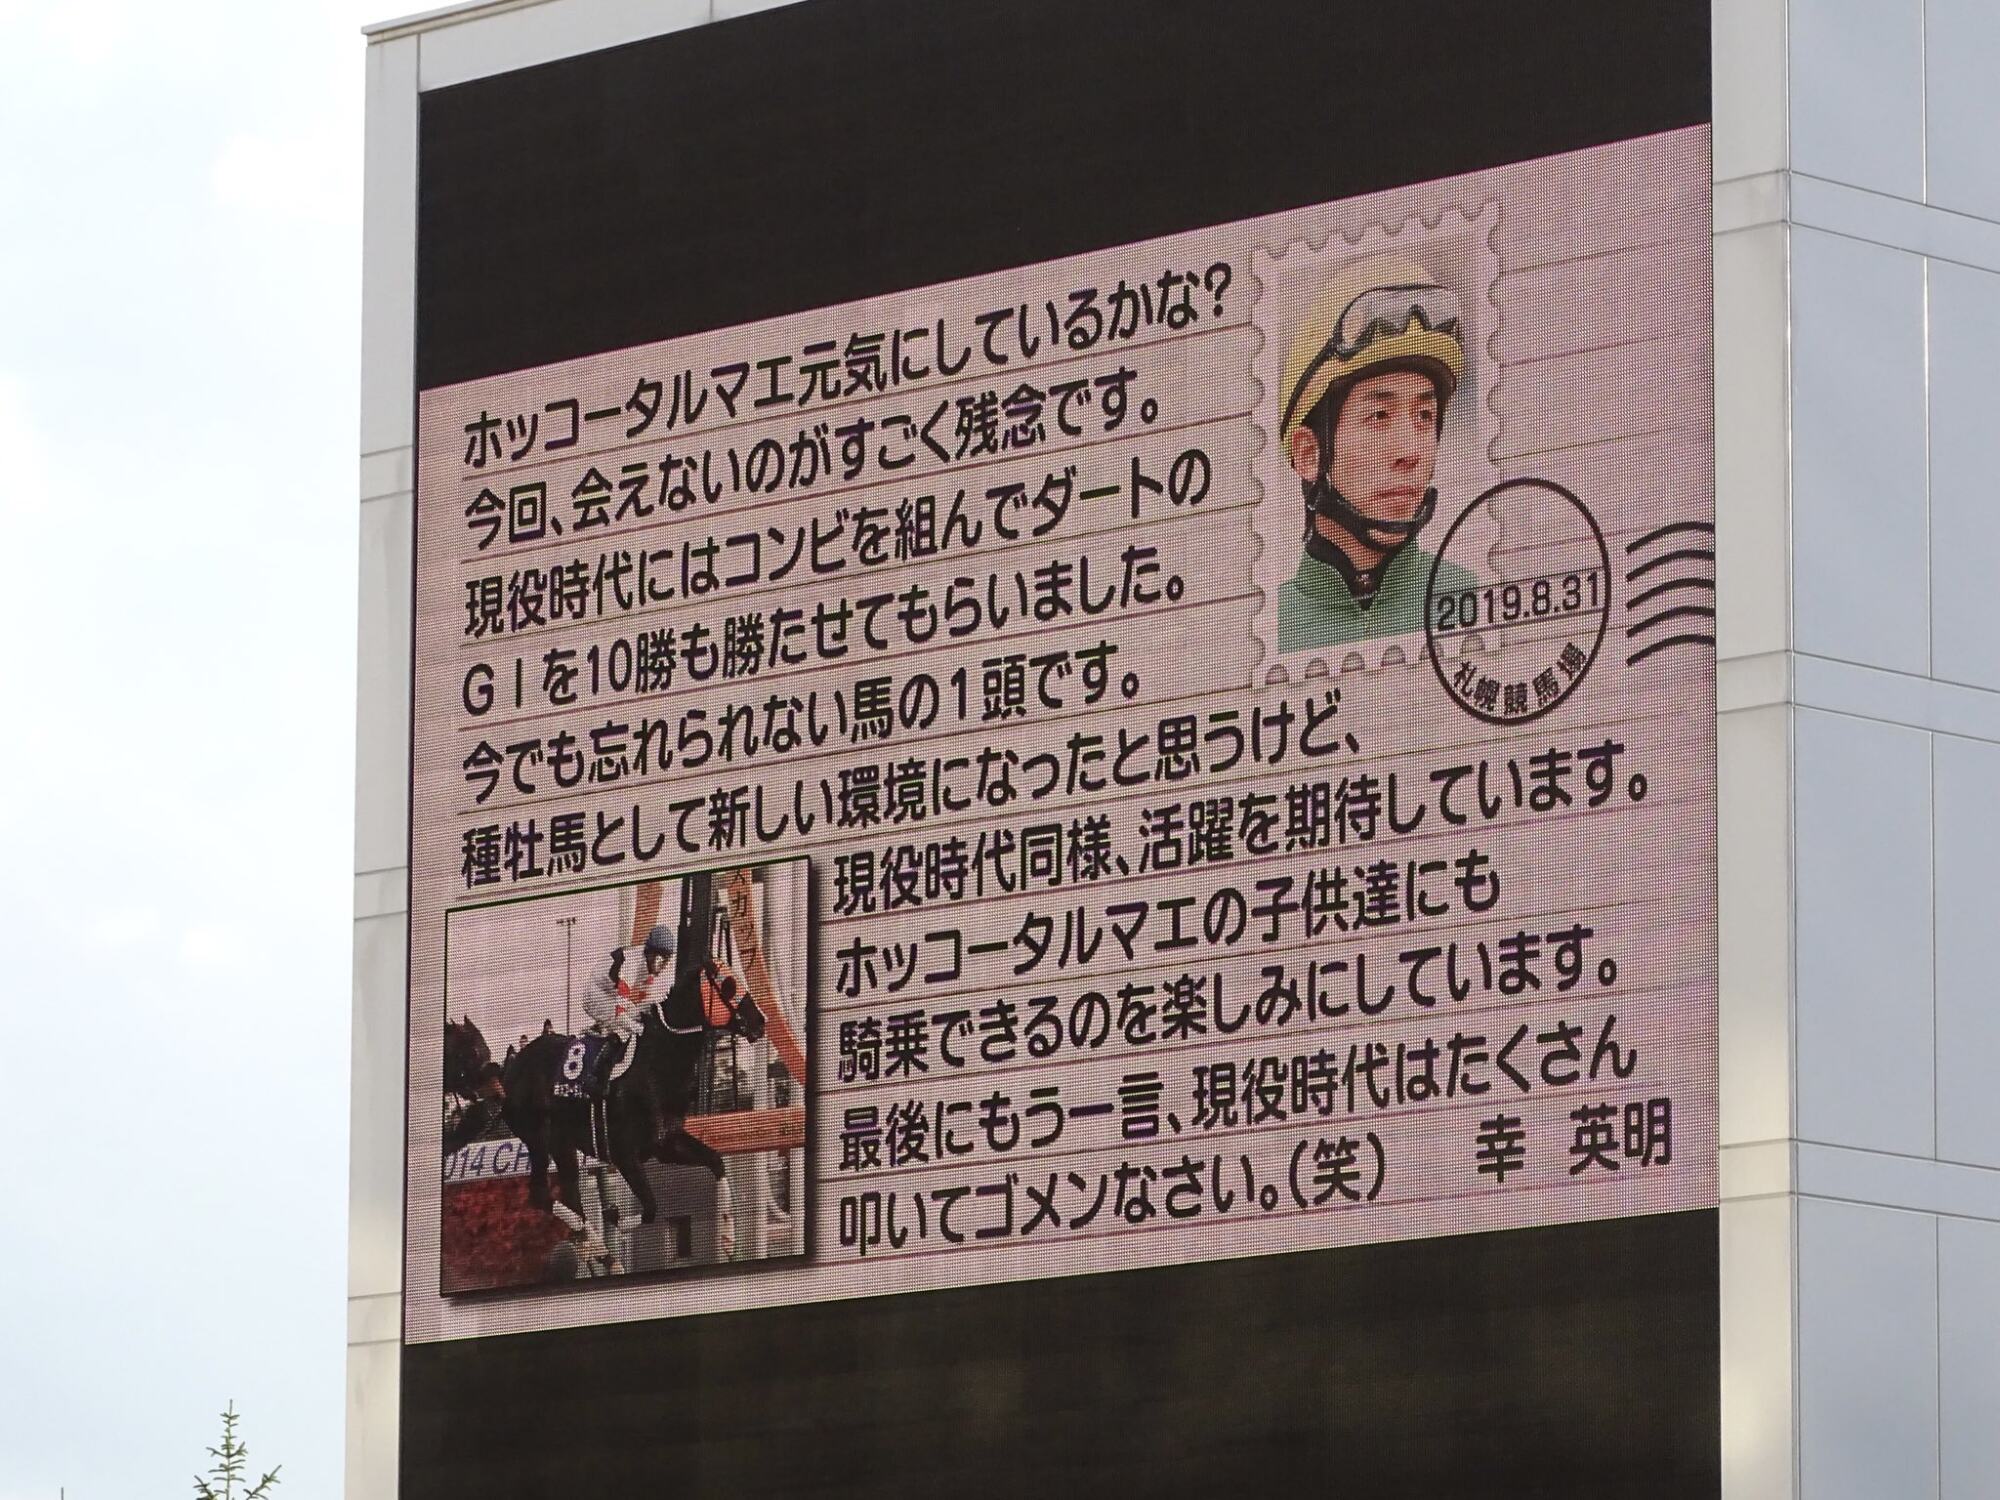 ホッコータルマエ元気にしているかな?
今回、会えないのがすごく残念です。
現役時代にはコンビを組んでダートの
GIを10勝も勝たせてもらいました。
今でも忘れられない馬の1頭です。
種牡馬として新しい環境になったと思うけど、
現役時代同様、活躍を期待しています。
ホッコータルマエの子供達にも
騎乗できるのを楽しみにしています。
最後にもう一言、現役時代はたくさん
叩いてゴメンなさい。(笑) 幸 英明
2019.8.31
札幌競馬場
8
014 CH